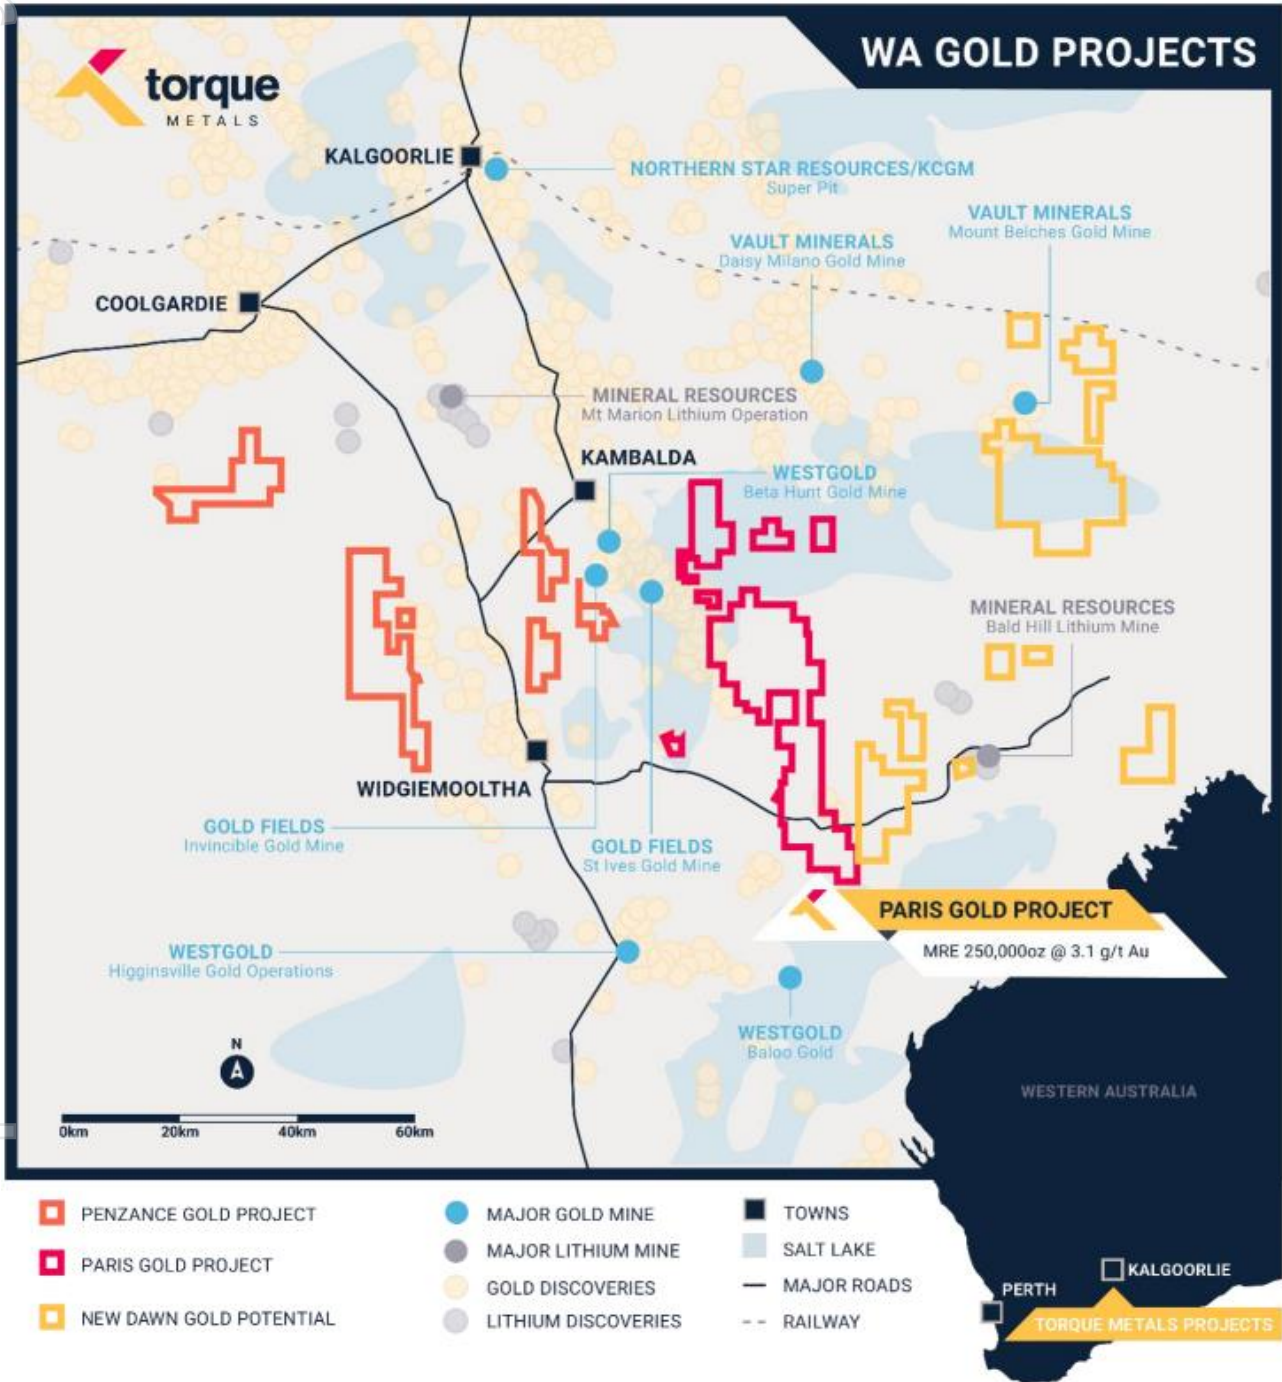 WA GOLD PROJECTS
torque
METALS
KALGOORLIE
NORTHERN STAR RESOURCES/KCGM
Super Pit
VAULT MINERALS
Mount Belches Gold Mine
VAULT MINERALS
Daisy Milano Gold Mine
COOLGARDIE
MINERAL RESOURCES
Mt Marion Lithium Operation
KAMBALDA
WESTGOLD
Beta Hunt Gold Mine
MINERAL RESOURCES
Bald Hill Lithium Mine
WIDGIEMOOLTHA
GOLD FIELDS
Invincible Gold Mine
GOLD FIELDS
St Ives Gold Mine
PARIS GOLD PROJECT
MRE 250,000oz @ 3.1 g/t Au
WESTGOLD
Higginsville Gold Operations
WESTGOLD
Baloo Gold
N
A
0km 20km 40km 60km
WESTERN AUSTRALIA
PENZANCE GOLD PROJECT
PARIS GOLD PROJECT
NEW DAWN GOLD POTENTIAL
MAJOR GOLD MINE
MAJOR LITHIUM MINE
GOLD DISCOVERIES
LITHIUM DISCOVERIES
TOWNS
SALT LAKE
MAJOR ROADS
RAILWAY
KALGOORLIE
PERTH
TORQUE METALS PROJECTS